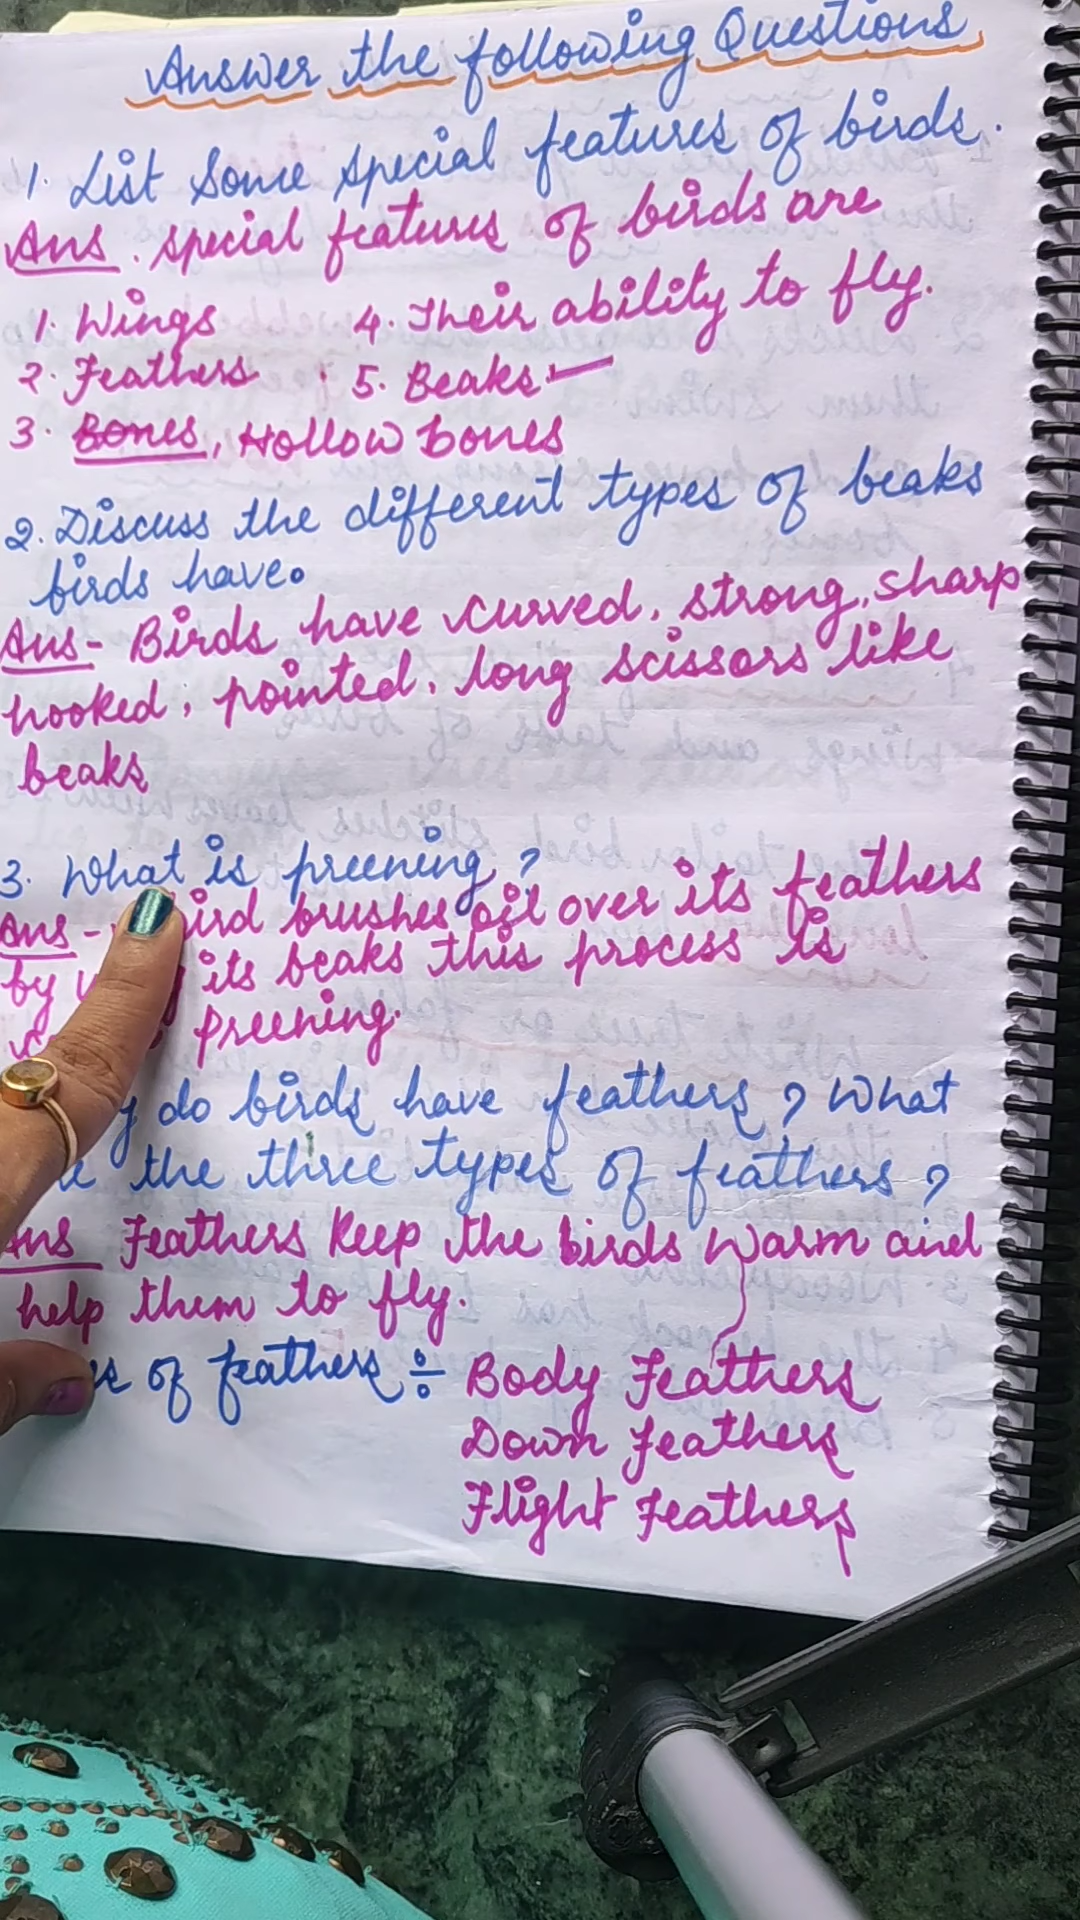 Answer the following Questions
1. List Some special features of birds.
Ans. special features of birds are
1. Wings 4. Their ability to fly.
2. Feathers 5. Beaks
3. Bones, Hollow bones
2. Discuss the different types of beaks
birds have.
Ans- Birds have curved, strong, sharp
hooked, pointed, long scissors like
beaks
3. What is preening?
Ans - bird brushes oil over its feathers
by its beaks this process is
preening.
do birds have feathers? What
the three types of feathers?
Ans Feathers keep the birds warm and
help them to fly.
of feathers ÷ Body Feathers
Down Feathers
Flight Feathers